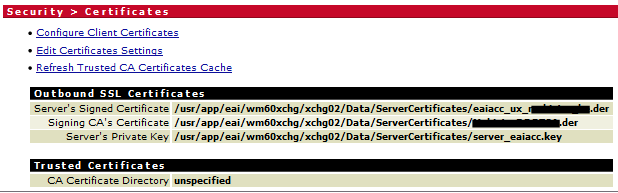 Security > Certificates
• Configure Client Certificates
• Edit Certificates Settings
• Refresh Trusted CA Certificates Cache
Outbound SSL Certificates
Server's Signed Certificate /usr/app/eai/wm60xchg/xchg02/Data/ServerCertificates/eaiacc_ux_ .der
Signing CA's Certificate /usr/app/eai/wm60xchg/xchg02/Data/ServerCertificates/ .der
Server's Private Key /usr/app/eai/wm60xchg/xchg02/Data/ServerCertificates/server_eaiacc.key
Trusted Certificates
CA Certificate Directory unspecified